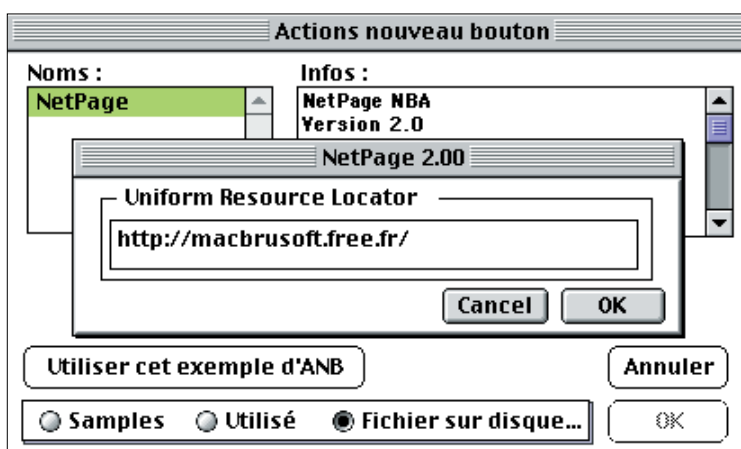 Actions nouveau bouton
Noms :
Infos :
NetPage
NetPage NBA
Version 2.0
NetPage 2.00
Uniform Resource Locator
http://macbrusoft.free.fr/
Cancel
OK
Utiliser cet exemple d'ANB
Annuler
Samples
Utilisé
Fichier sur disque...
OK